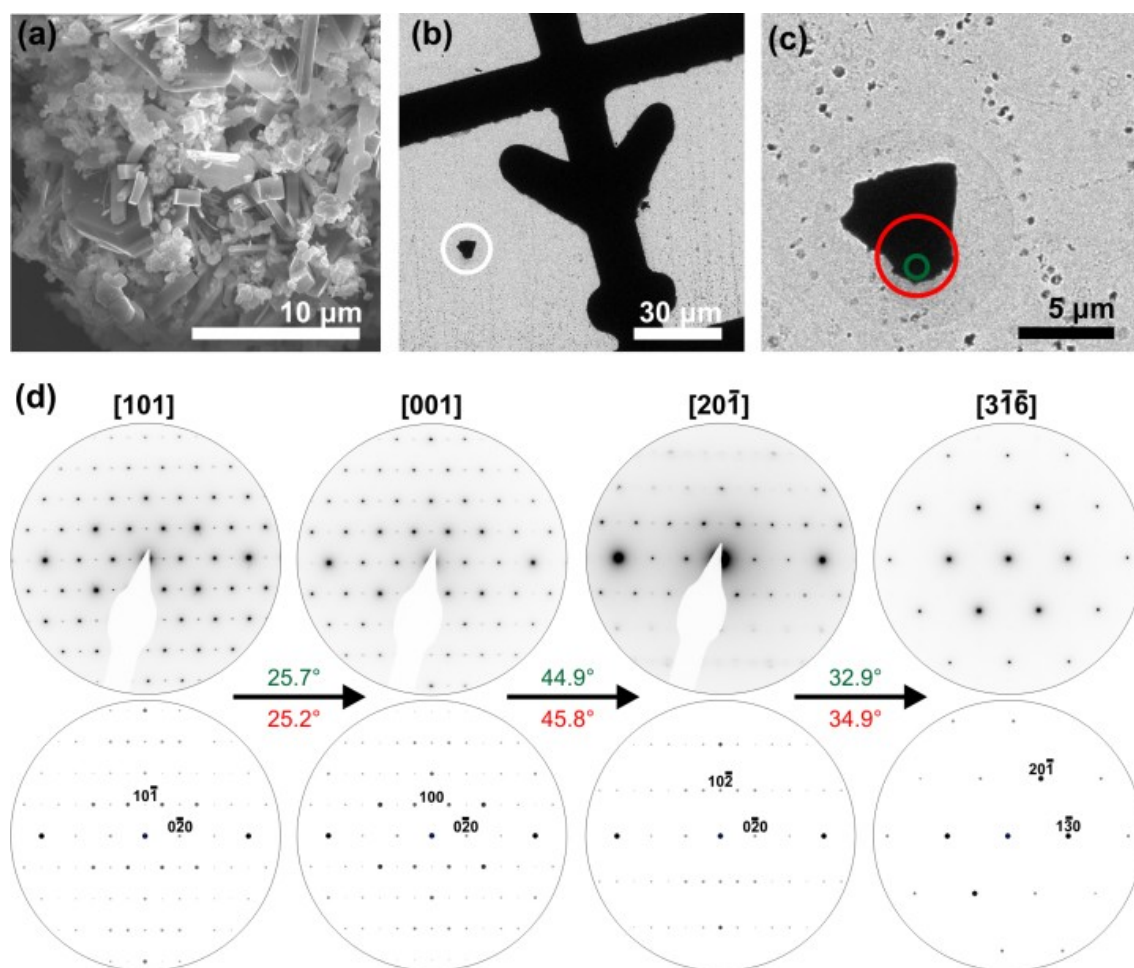 (a)
10 µm
(b)
30 µm
(c)
5 µm
(d)
[101]
[001]
[201̄]
[31̄6̄]
25.7°
25.2°
44.9°
45.8°
32.9°
34.9°
101̄
02̄0
100
02̄0
102̄
02̄0
201̄
13̄0